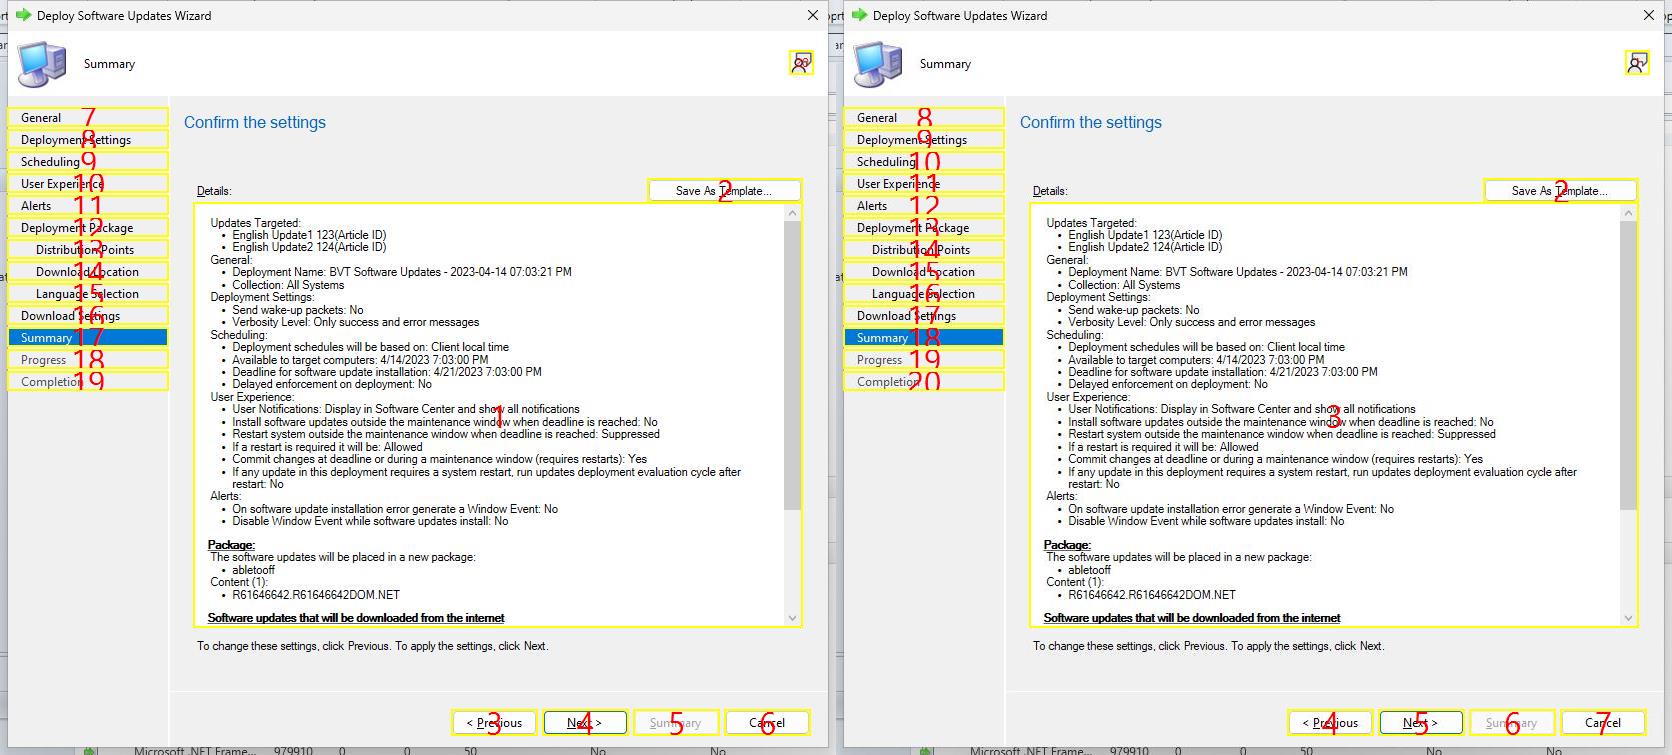 Deploy Software Updates Wizard
Summary
20
General 7
Deployment Settings 8
Scheduling 9
User Experience 10
Alerts 11
Deployment Package 12
Distribution Points 13
Download Location 14
Language Selection 15
Download Settings 16
Summary 17
Progress 18
Completion 19
Confirm the settings
Details:
Save As Template... 2
Updates Targeted:
• English Update1 123(Article ID)
• English Update2 124(Article ID)
General:
• Deployment Name: BVT Software Updates - 2023-04-14 07:03:21 PM
• Collection: All Systems
Deployment Settings:
• Send wake-up packets: No
• Verbosity Level: Only success and error messages
Scheduling:
• Deployment schedules will be based on: Client local time
• Available to target computers: 4/14/2023 7:03:00 PM
• Deadline for software update installation: 4/21/2023 7:03:00 PM
• Delayed enforcement on deployment: No
User Experience:
• User Notifications: Display in Software Center and show all notifications
1
• Install software updates outside the maintenance window when deadline is reached: No
• Restart system outside the maintenance window when deadline is reached: Suppressed
• If a restart is required it will be: Allowed
• Commit changes at deadline or during a maintenance window (requires restarts): Yes
• If any update in this deployment requires a system restart, run updates deployment evaluation cycle after
restart: No
Alerts:
• On software update installation error generate a Window Event: No
• Disable Window Event while software updates install: No
Package:
The software updates will be placed in a new package:
• abletooff
Content (1):
• R61646642.R61646642DOM.NET
Software updates that will be downloaded from the internet
To change these settings, click Previous. To apply the settings, click Next.
< Previous 3
Next > 4
Summary 5
Cancel 6
Microsoft .NET Frame... 979910 0 0 50 No No
Deploy Software Updates Wizard
Summary
General 8
Deployment Settings 9
Scheduling 10
User Experience 11
Alerts 12
Deployment Package 13
Distribution Points 14
Download Location 15
Language Selection 16
Download Settings 17
Summary 18
Progress 19
Completion 20
Confirm the settings
Details:
Save As Template... 2
Updates Targeted:
• English Update1 123(Article ID)
• English Update2 124(Article ID)
General:
• Deployment Name: BVT Software Updates - 2023-04-14 07:03:21 PM
• Collection: All Systems
Deployment Settings:
• Send wake-up packets: No
• Verbosity Level: Only success and error messages
Scheduling:
• Deployment schedules will be based on: Client local time
• Available to target computers: 4/14/2023 7:03:00 PM
• Deadline for software update installation: 4/21/2023 7:03:00 PM
• Delayed enforcement on deployment: No
User Experience:
• User Notifications: Display in Software Center and show all notifications
3
• Install software updates outside the maintenance window when deadline is reached: No
• Restart system outside the maintenance window when deadline is reached: Suppressed
• If a restart is required it will be: Allowed
• Commit changes at deadline or during a maintenance window (requires restarts): Yes
• If any update in this deployment requires a system restart, run updates deployment evaluation cycle after
restart: No
Alerts:
• On software update installation error generate a Window Event: No
• Disable Window Event while software updates install: No
Package:
The software updates will be placed in a new package:
• abletooff
Content (1):
• R61646642.R61646642DOM.NET
Software updates that will be downloaded from the internet
To change these settings, click Previous. To apply the settings, click Next.
< Previous 4
Next > 5
Summary 6
Cancel 7
Microsoft .NET Frame... 979910 0 0 50 No No